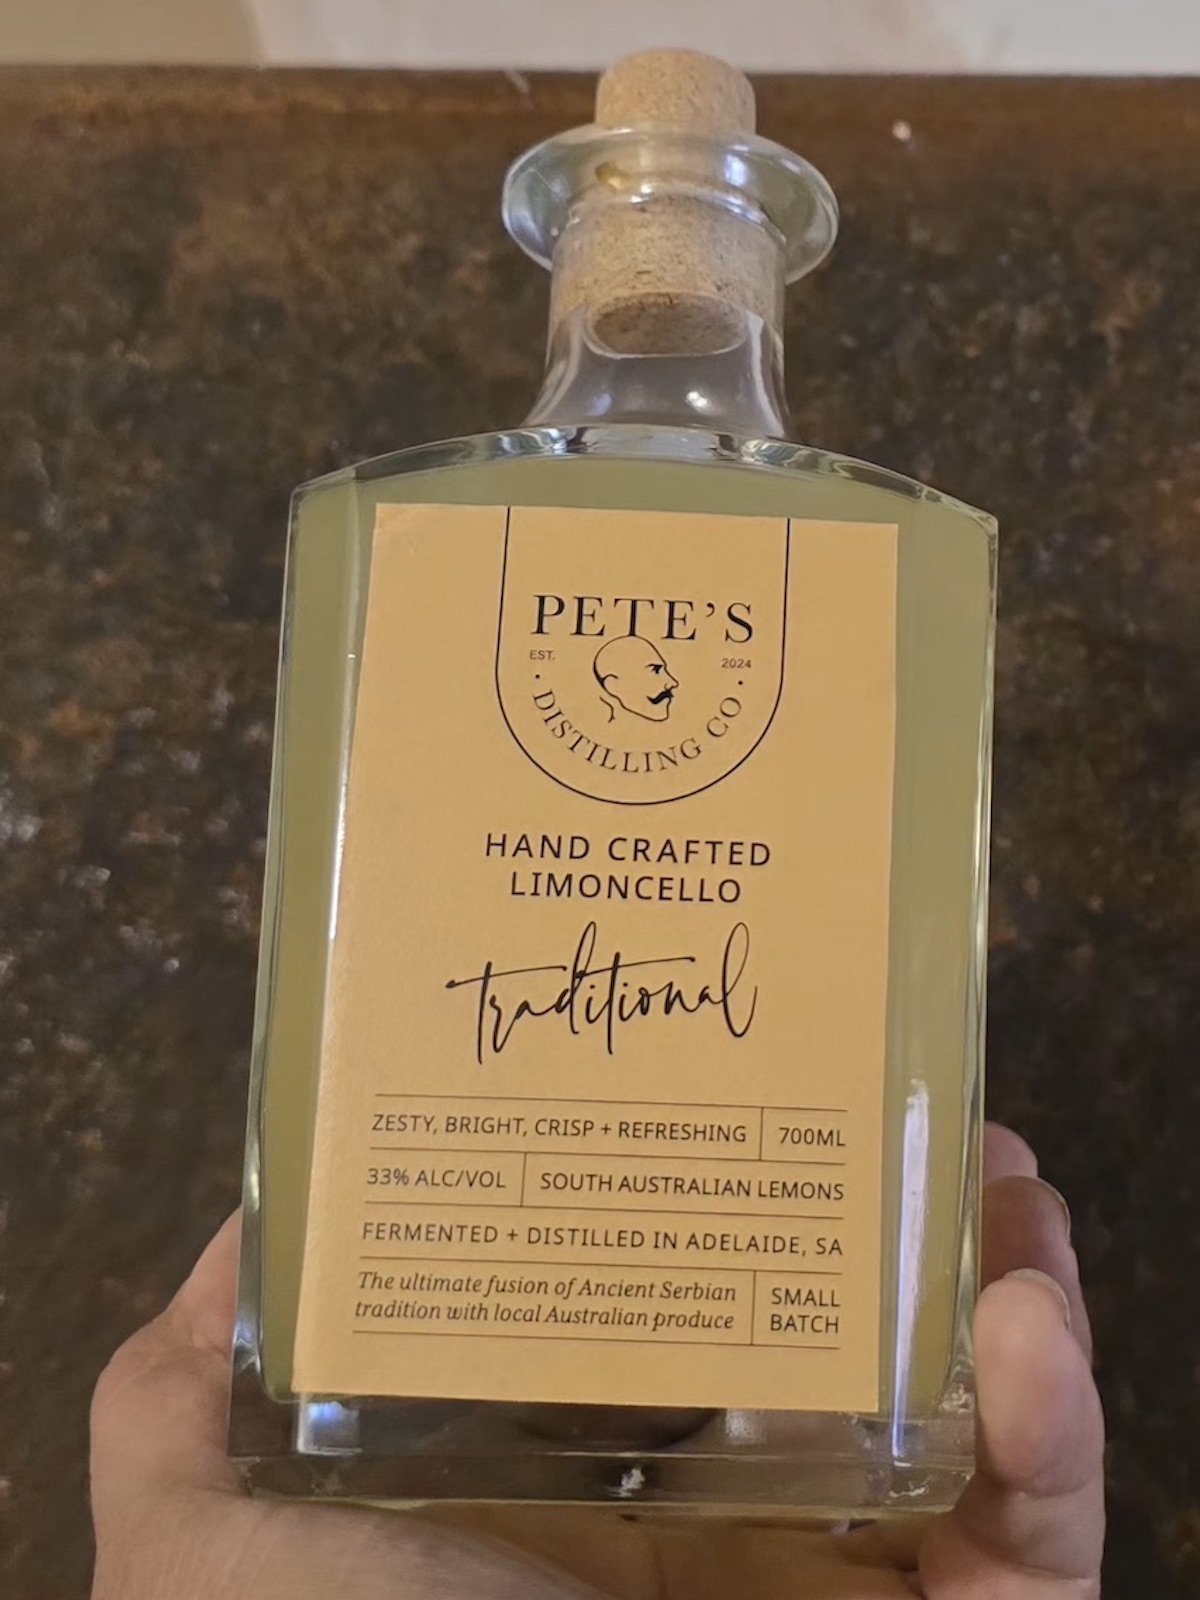 PETE'S
EST. 2024
· DISTILLING CO ·
HAND CRAFTED
LIMONCELLO
traditional
ZESTY, BRIGHT, CRISP + REFRESHING 700ML
33% ALC/VOL SOUTH AUSTRALIAN LEMONS
FERMENTED + DISTILLED IN ADELAIDE, SA
The ultimate fusion of Ancient Serbian
tradition with local Australian produce
SMALL
BATCH